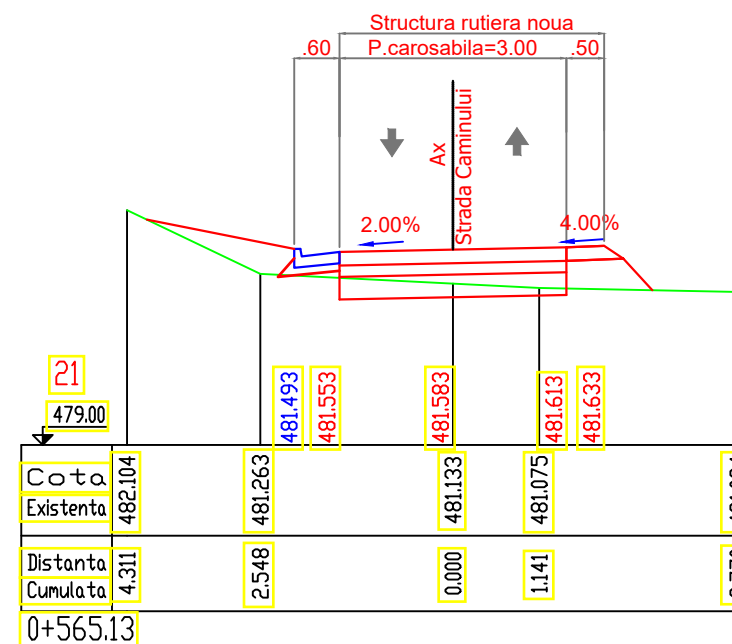 Structura rutiera noua
.60 P.carosabila=3.00 .50
Ax
Strada Caminului
2.00%
4.00%
21
479.00
481.493
481.553
481.583
481.613
481.633
Cota
Existenta
482.104
481.263
481.133
481.075
Distanta
Cumulata
4.311
2.548
0.000
1.141
0+565.13